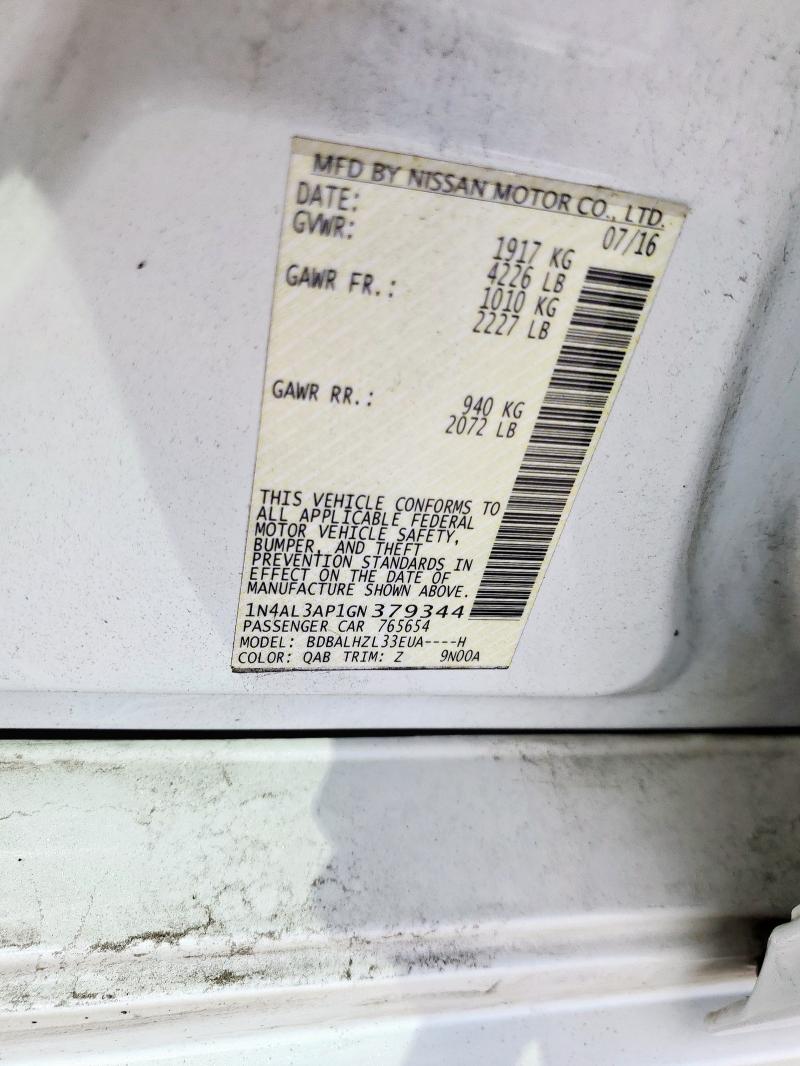 MFD BY NISSAN MOTOR CO., LTD.
DATE: 07/16
GVWR: 1917 KG
4226 LB
GAWR FR.: 1010 KG
2227 LB
GAWR RR.: 940 KG
2072 LB
THIS VEHICLE CONFORMS TO
ALL APPLICABLE FEDERAL
MOTOR VEHICLE SAFETY,
BUMPER, AND THEFT
PREVENTION STANDARDS IN
EFFECT ON THE DATE OF
MANUFACTURE SHOWN ABOVE.
1N4AL3AP1GN379344
PASSENGER CAR 765654
MODEL: BDBALHZL33EUA----H
COLOR: QAB TRIM: Z 9N00A